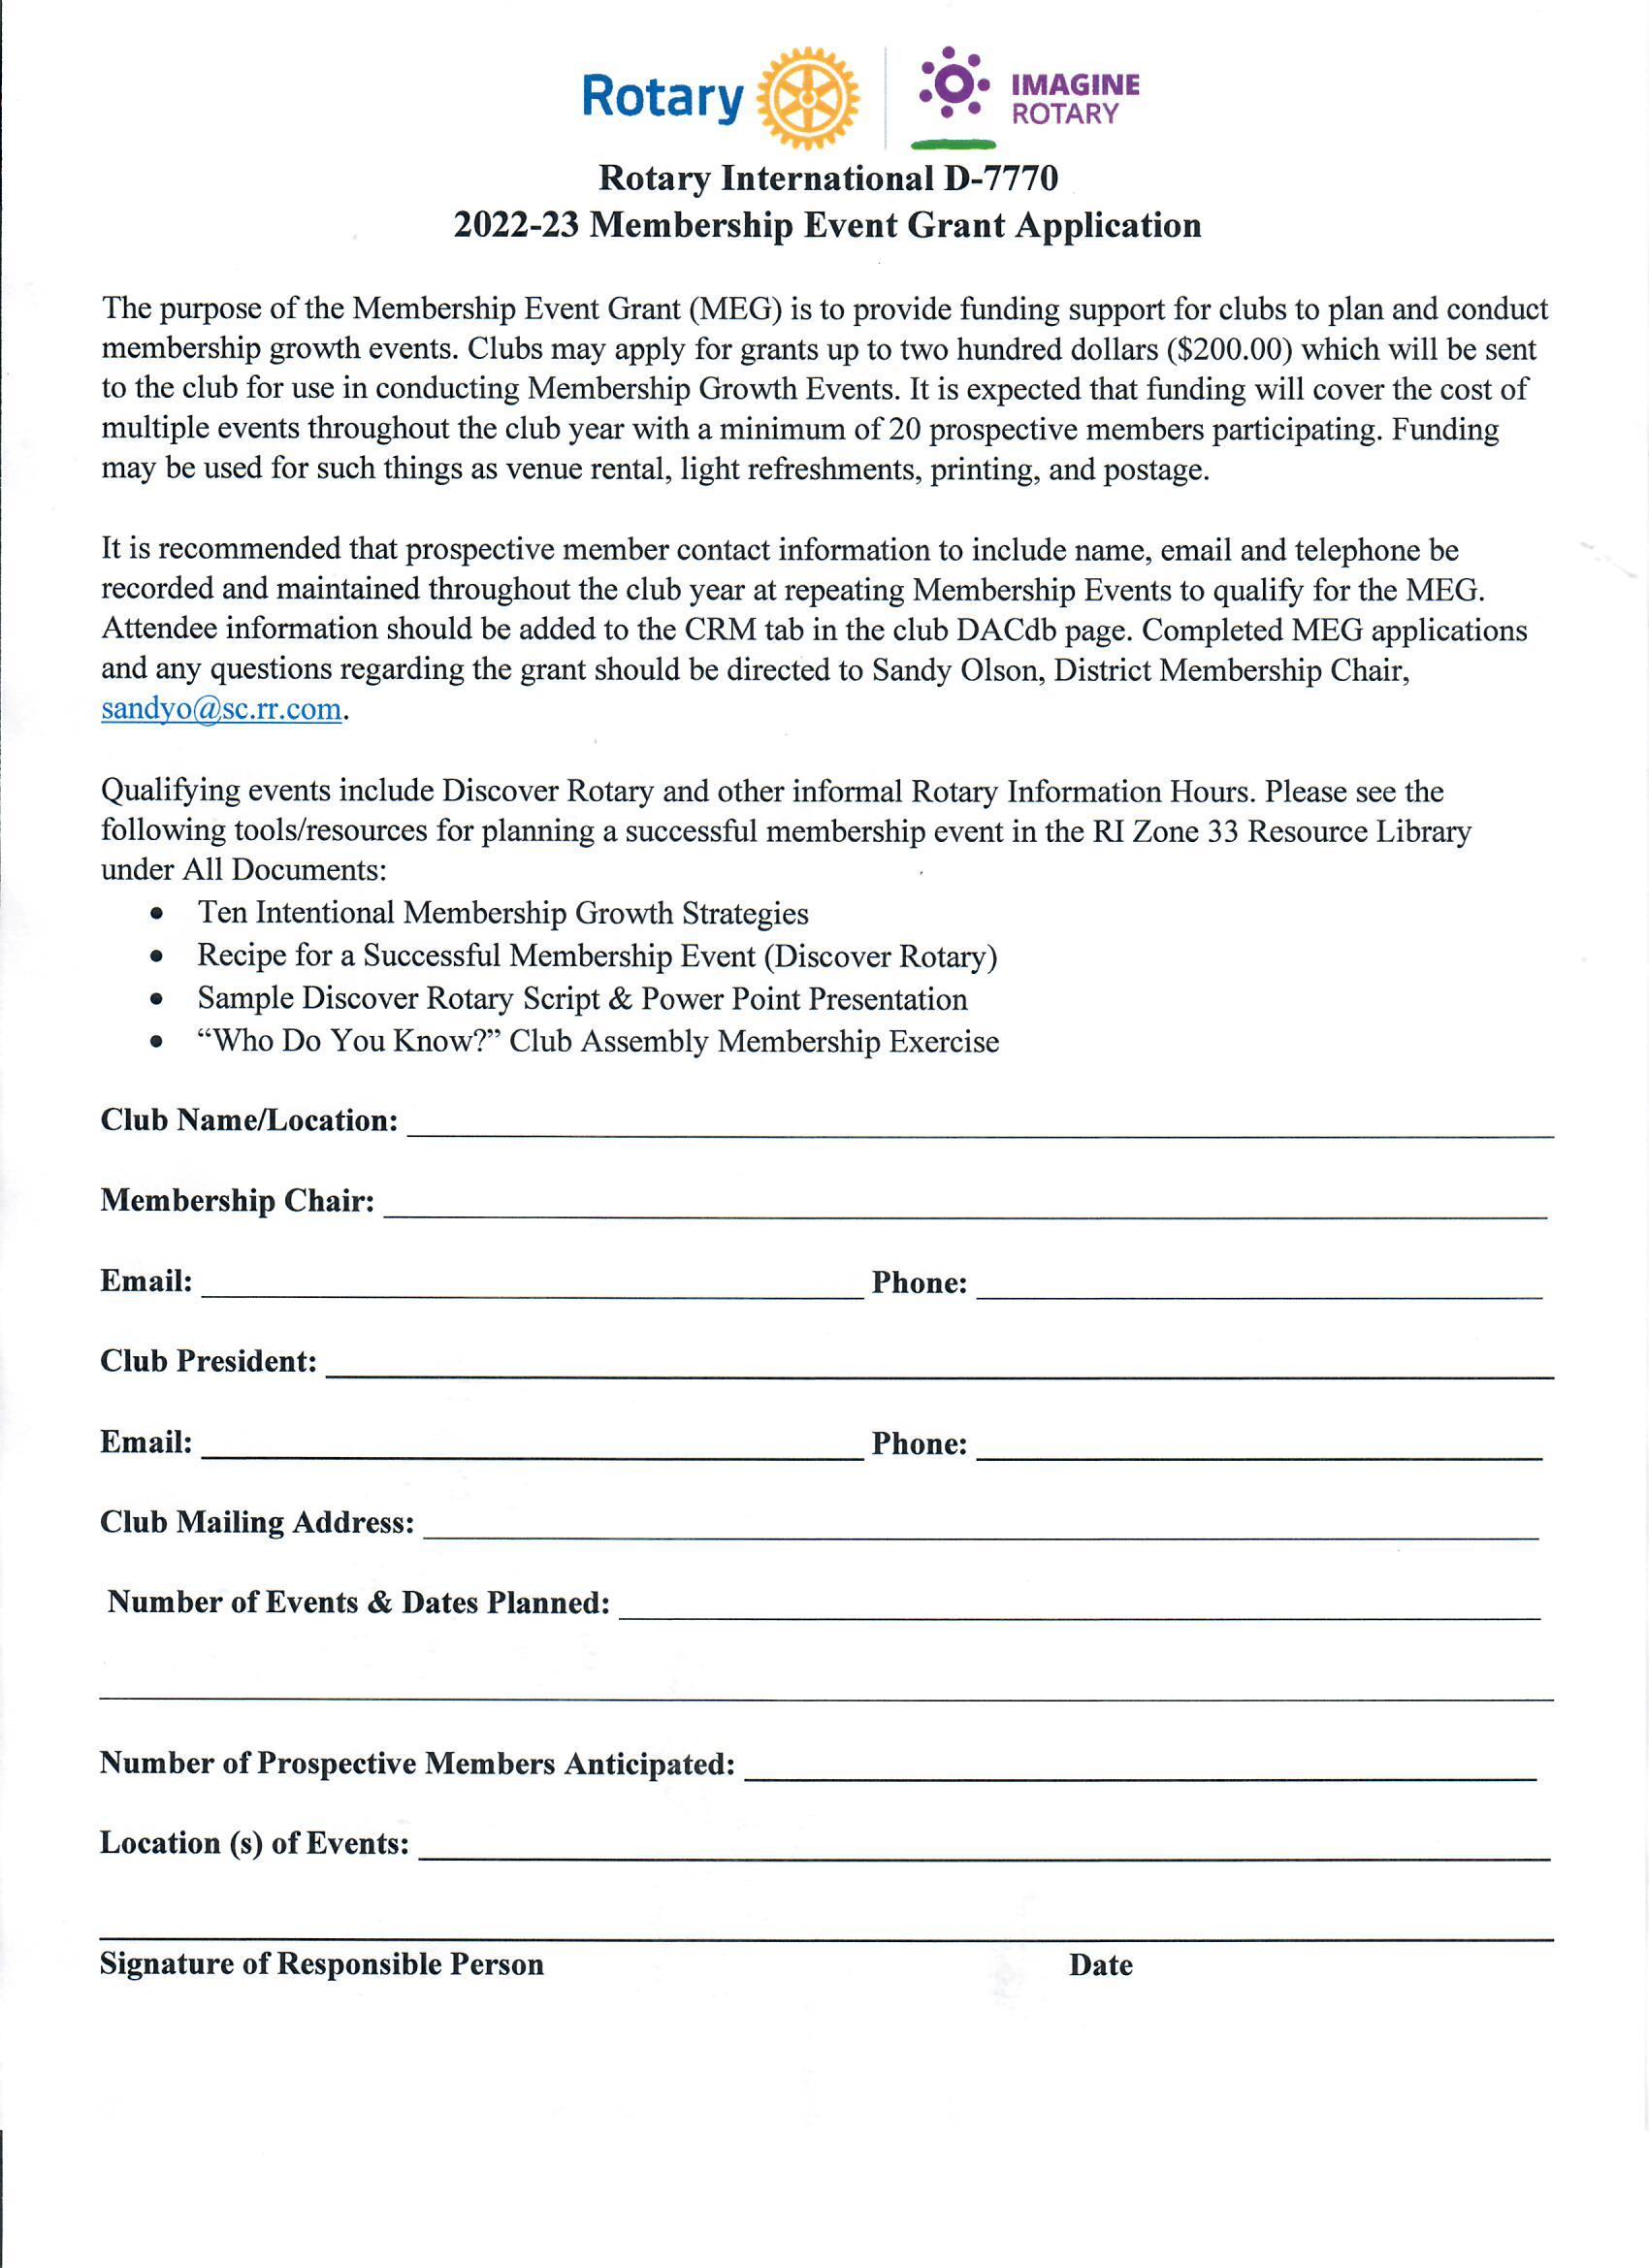 Rotary
IMAGINE
ROTARY
Rotary International D-7770
2022-23 Membership Event Grant Application
The purpose of the Membership Event Grant (MEG) is to provide funding support for clubs to plan and conduct
membership growth events. Clubs may apply for grants up to two hundred dollars ($200.00) which will be sent
to the club for use in conducting Membership Growth Events. It is expected that funding will cover the cost of
multiple events throughout the club year with a minimum of 20 prospective members participating. Funding
may be used for such things as venue rental, light refreshments, printing, and postage.
It is recommended that prospective member contact information to include name, email and telephone be
recorded and maintained throughout the club year at repeating Membership Events to qualify for the MEG.
Attendee information should be added to the CRM tab in the club DACdb page. Completed MEG applications
and any questions regarding the grant should be directed to Sandy Olson, District Membership Chair,
sandyo@sc.rr.com.
Qualifying events include Discover Rotary and other informal Rotary Information Hours. Please see the
following tools/resources for planning a successful membership event in the RI Zone 33 Resource Library
under All Documents:
• Ten Intentional Membership Growth Strategies
• Recipe for a Successful Membership Event (Discover Rotary)
• Sample Discover Rotary Script & Power Point Presentation
• “Who Do You Know?” Club Assembly Membership Exercise
Club Name/Location:
Membership Chair:
Email: Phone:
Club President:
Email: Phone:
Club Mailing Address:
Number of Events & Dates Planned:
Number of Prospective Members Anticipated:
Location (s) of Events:
Signature of Responsible Person Date